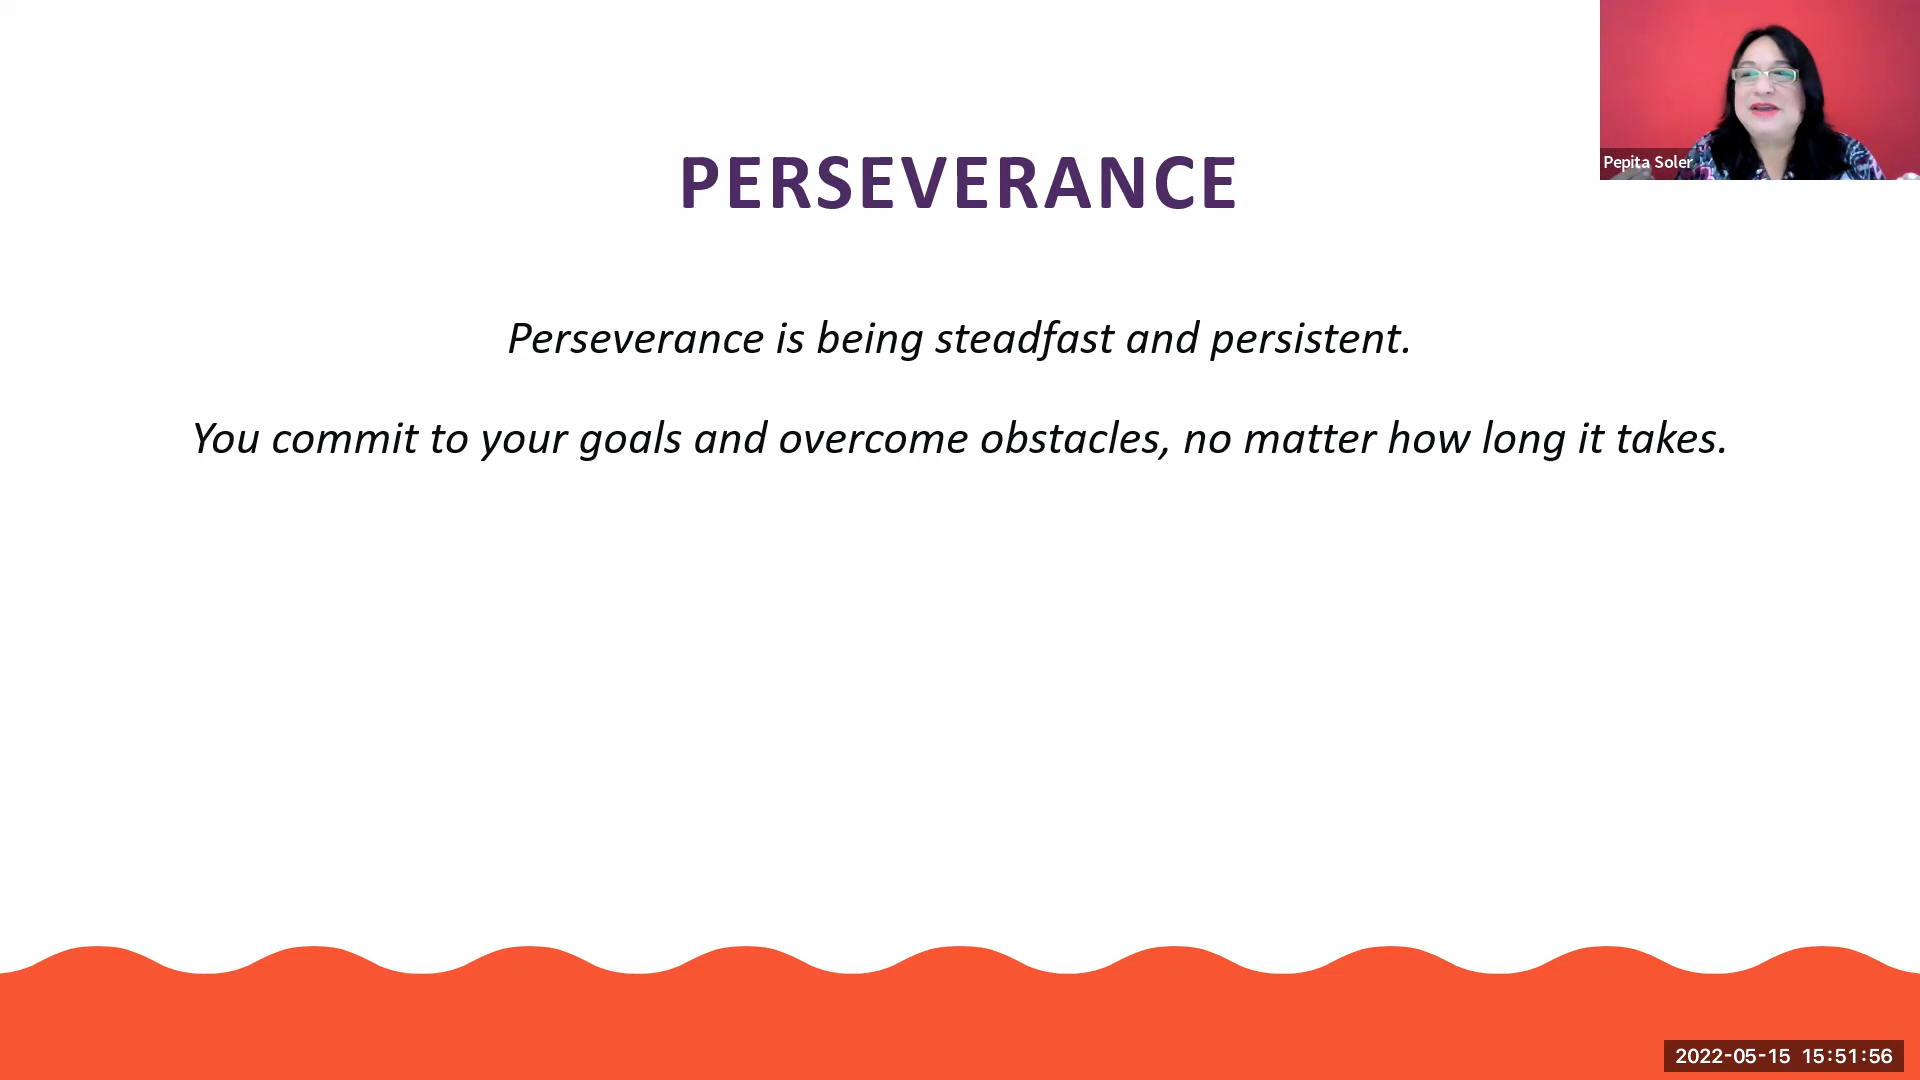 Pepita Soler
PERSEVERANCE
Perseverance is being steadfast and persistent.
You commit to your goals and overcome obstacles, no matter how long it takes.
2022-05-15 15:51:56